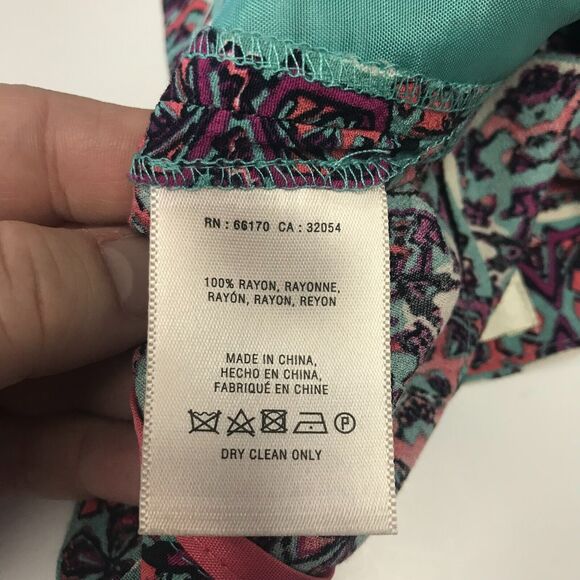 RN : 66170 CA : 32054
100% RAYON, RAYONNE,
RAYÓN, RAYON, REYON
MADE IN CHINA,
HECHO EN CHINA,
FABRIQUÉ EN CHINE
P
DRY CLEAN ONLY